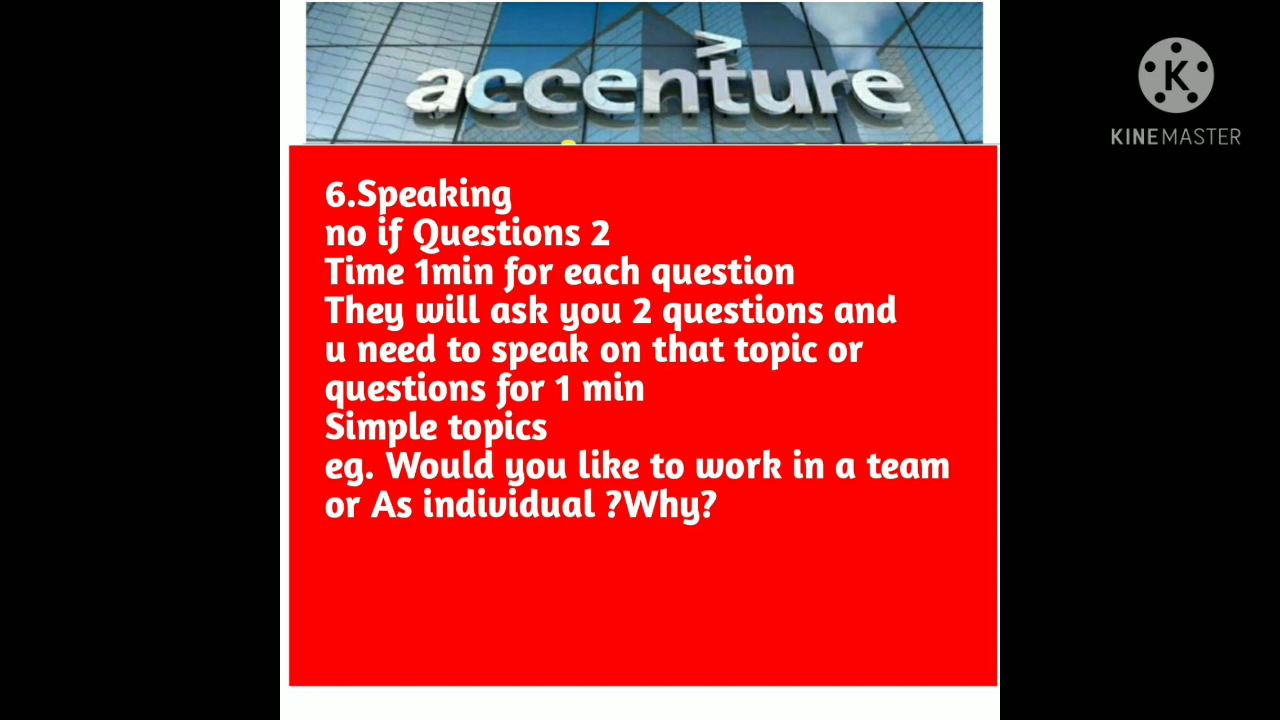 accenture
K
KINEMASTER
6.Speaking
no if Questions 2
Time 1min for each question
They will ask you 2 questions and
u need to speak on that topic or
questions for 1 min
Simple topics
eg. Would you like to work in a team
or As individual ?Why?